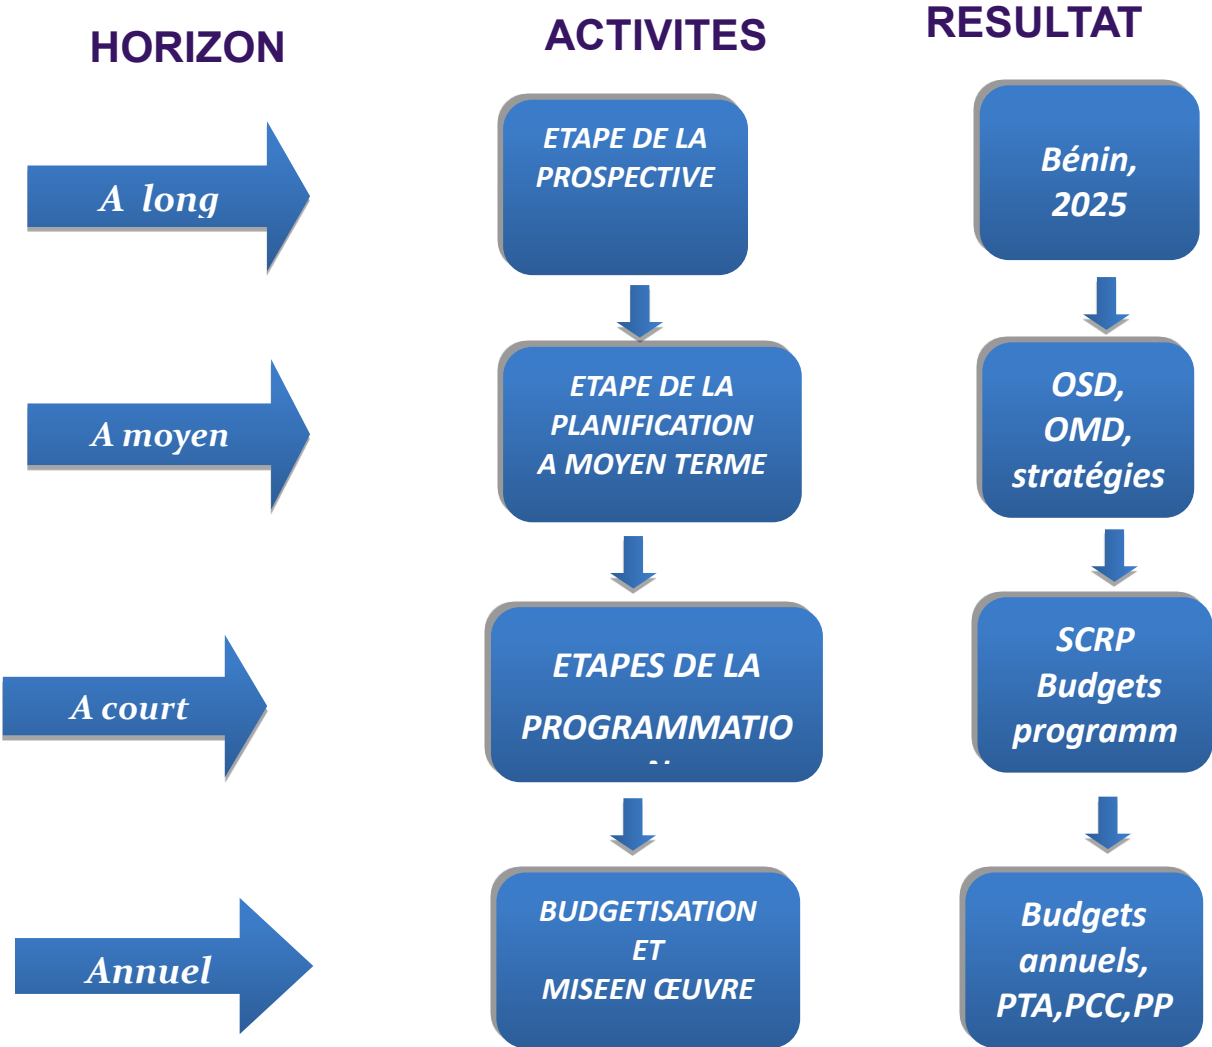 HORIZON
ACTIVITES
RESULTAT
A long
ETAPE DE LA
PROSPECTIVE
Bénin,
2025
A moyen
ETAPE DE LA
PLANIFICATION
A MOYEN TERME
OSD,
OMD,
stratégies
A court
ETAPES DE LA
PROGRAMMATIO
SCRP
Budgets
programm
Annuel
BUDGETISATION
ET
MISEEN ŒUVRE
Budgets
annuels,
PTA,PCC,PP